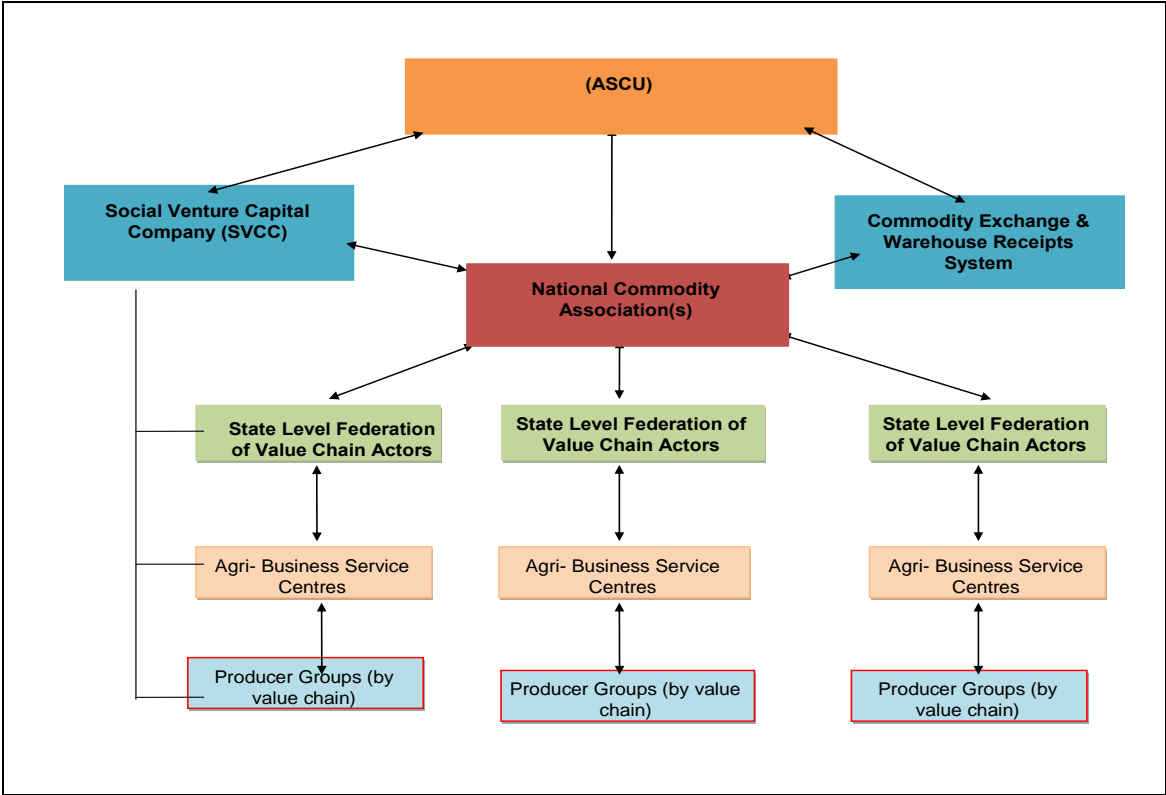 (ASCU)
Social Venture Capital
Company (SVCC)
Commodity Exchange &
Warehouse Receipts
System
National Commodity
Association(s)
State Level Federation
of Value Chain Actors
State Level Federation of
Value Chain Actors
State Level Federation
of Value Chain Actors
Agri- Business Service
Centres
Agri- Business Service
Centres
Agri- Business Service
Centres
Producer Groups (by
value chain)
Producer Groups (by value
chain)
Producer Groups (by
value chain)